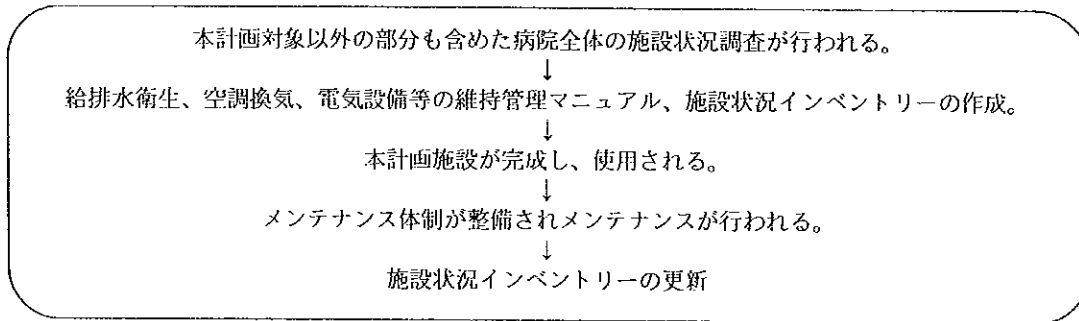 本計画対象以外の部分も含めた病院全体の施設状況調査が行われる。
↓
給排水衛生、空調換気、電気設備等の維持管理マニュアル、施設状況インベントリーの作成。
↓
本計画施設が完成し、使用される。
↓
メンテナンス体制が整備されメンテナンスが行われる。
↓
施設状況インベントリーの更新